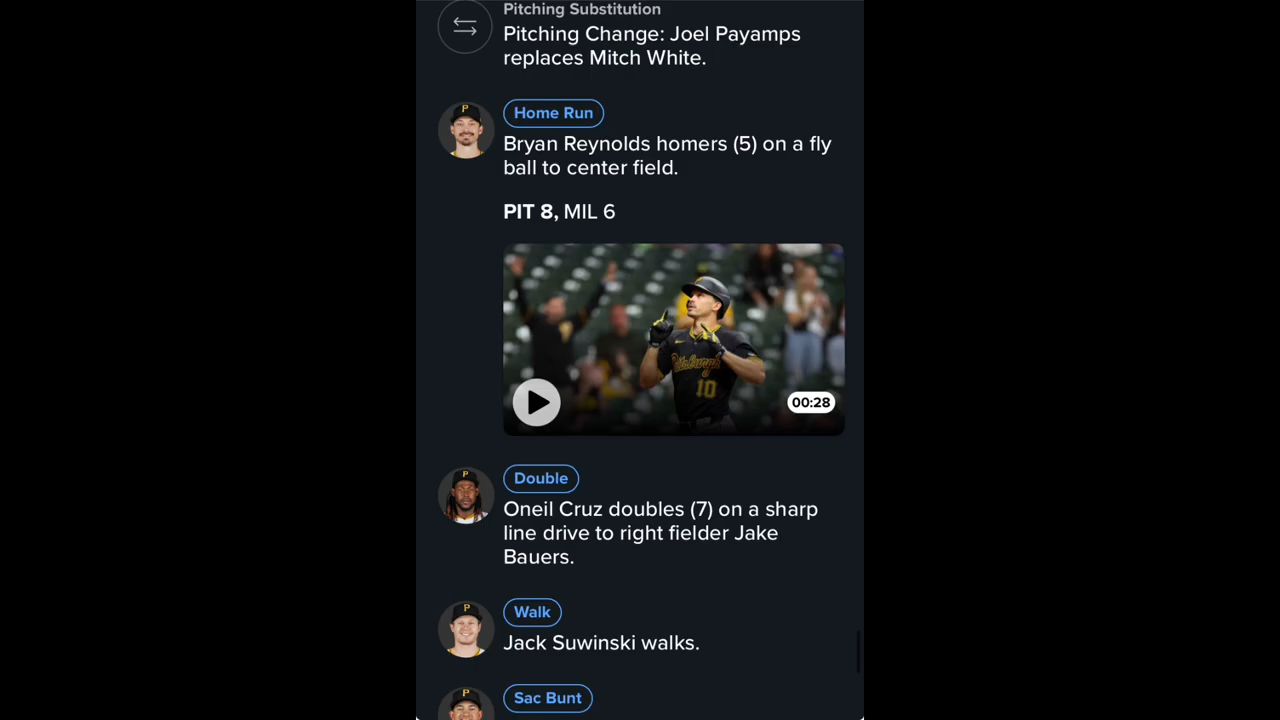 Pitching Substitution
Pitching Change: Joel Payamps
replaces Mitch White.
P
Home Run
Bryan Reynolds homers (5) on a fly
ball to center field.
PIT 8, MIL 6
Pittsburgh
10
00:28
P
Double
Oneil Cruz doubles (7) on a sharp
line drive to right fielder Jake
Bauers.
P
Walk
Jack Suwinski walks.
P
Sac Bunt